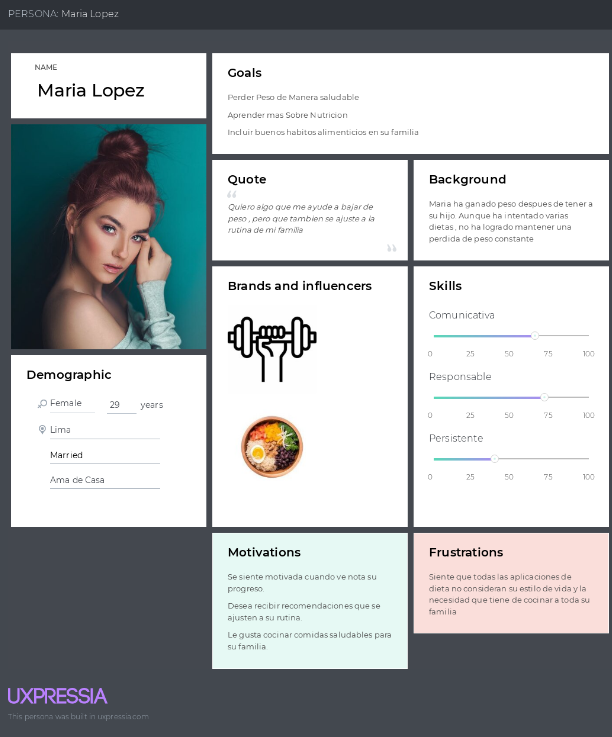 PERSONA: Maria Lopez
NAME
Maria Lopez
Goals
Perder Peso de Manera saludable
Aprender mas Sobre Nutricion
Incluir buenos habitos alimenticios en su familia
Quote
“
Quiero algo que me ayude a bajar de
peso , pero que tambien se ajuste a la
rutina de mi familia
”
Background
Maria ha ganado peso despues de tener a
su hijo. Aunque ha intentado varias
dietas , no ha logrado mantener una
perdida de peso constante
Demographic
Female 29 years
Lima
Married
Ama de Casa
Brands and influencers
Skills
Comunicativa
0 25 50 75 100
Responsable
0 25 50 75 100
Persistente
0 25 50 75 100
Motivations
Se siente motivada cuando ve nota su
progreso.
Desea recibir recomendaciones que se
ajusten a su rutina.
Le gusta cocinar comidas saludables para
su familia.
Frustrations
Siente que todas las aplicaciones de
dieta no consideran su estilo de vida y la
necesidad que tiene de cocinar a toda su
familia
UXPRESSIA
This persona was built in uxpressia.com